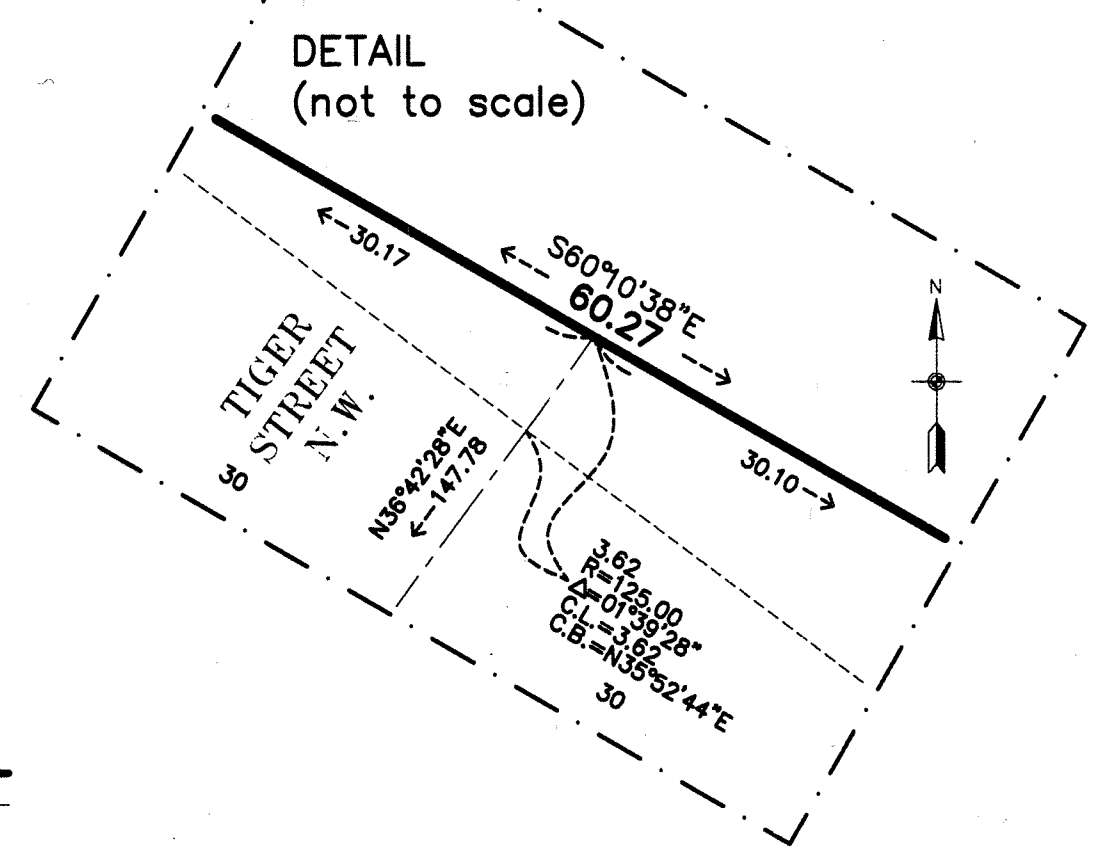 DETAIL
(not to scale)
←-30.17
S60°10'38"E
60.27
N
TIGER
STREET
N.W.
30
N36°42'28"E
←--147.78
30.10→
3.62
R=125.00
Δ=01°39'28"
C.L.=3.62
C.B.=N35°52'44"E
30